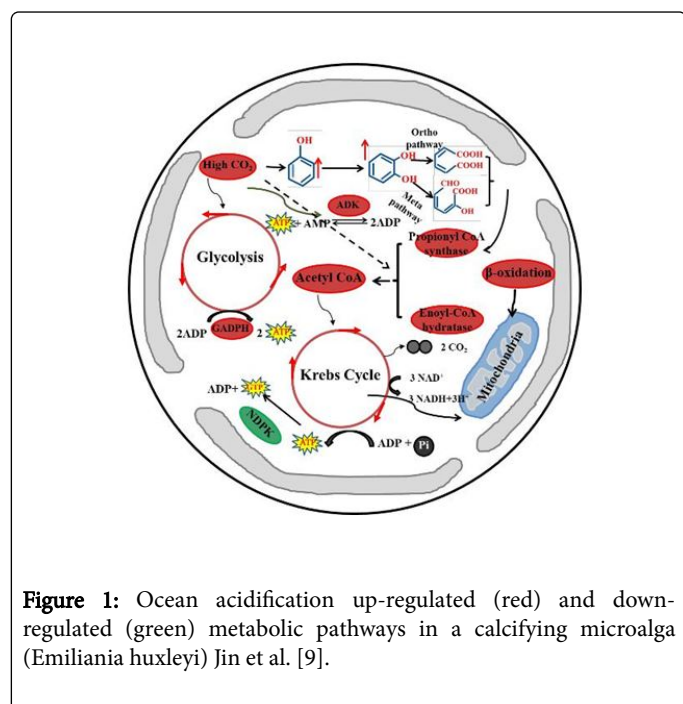 OH
Ortho
pathway
COOH
COOH
High CO₂
OH
OH
Meta
pathway
CHO
COOH
OH
ADK
ATP + AMP 2ADP
Propionyl CoA
synthase
Glycolysis
Acetyl CoA
β-oxidation
Enoyl-CoA
hydratase
2ADP GADPH 2 ATP
2 CO₂
Krebs Cycle
3 NAD⁺
3 NADH+3H⁺
Mitochondria
ADP+ GTP
NDPK
ATP
ADP + Pi
Figure 1: Ocean acidification up-regulated (red) and down-
regulated (green) metabolic pathways in a calcifying microalga
(Emiliania huxleyi) Jin et al. [9].